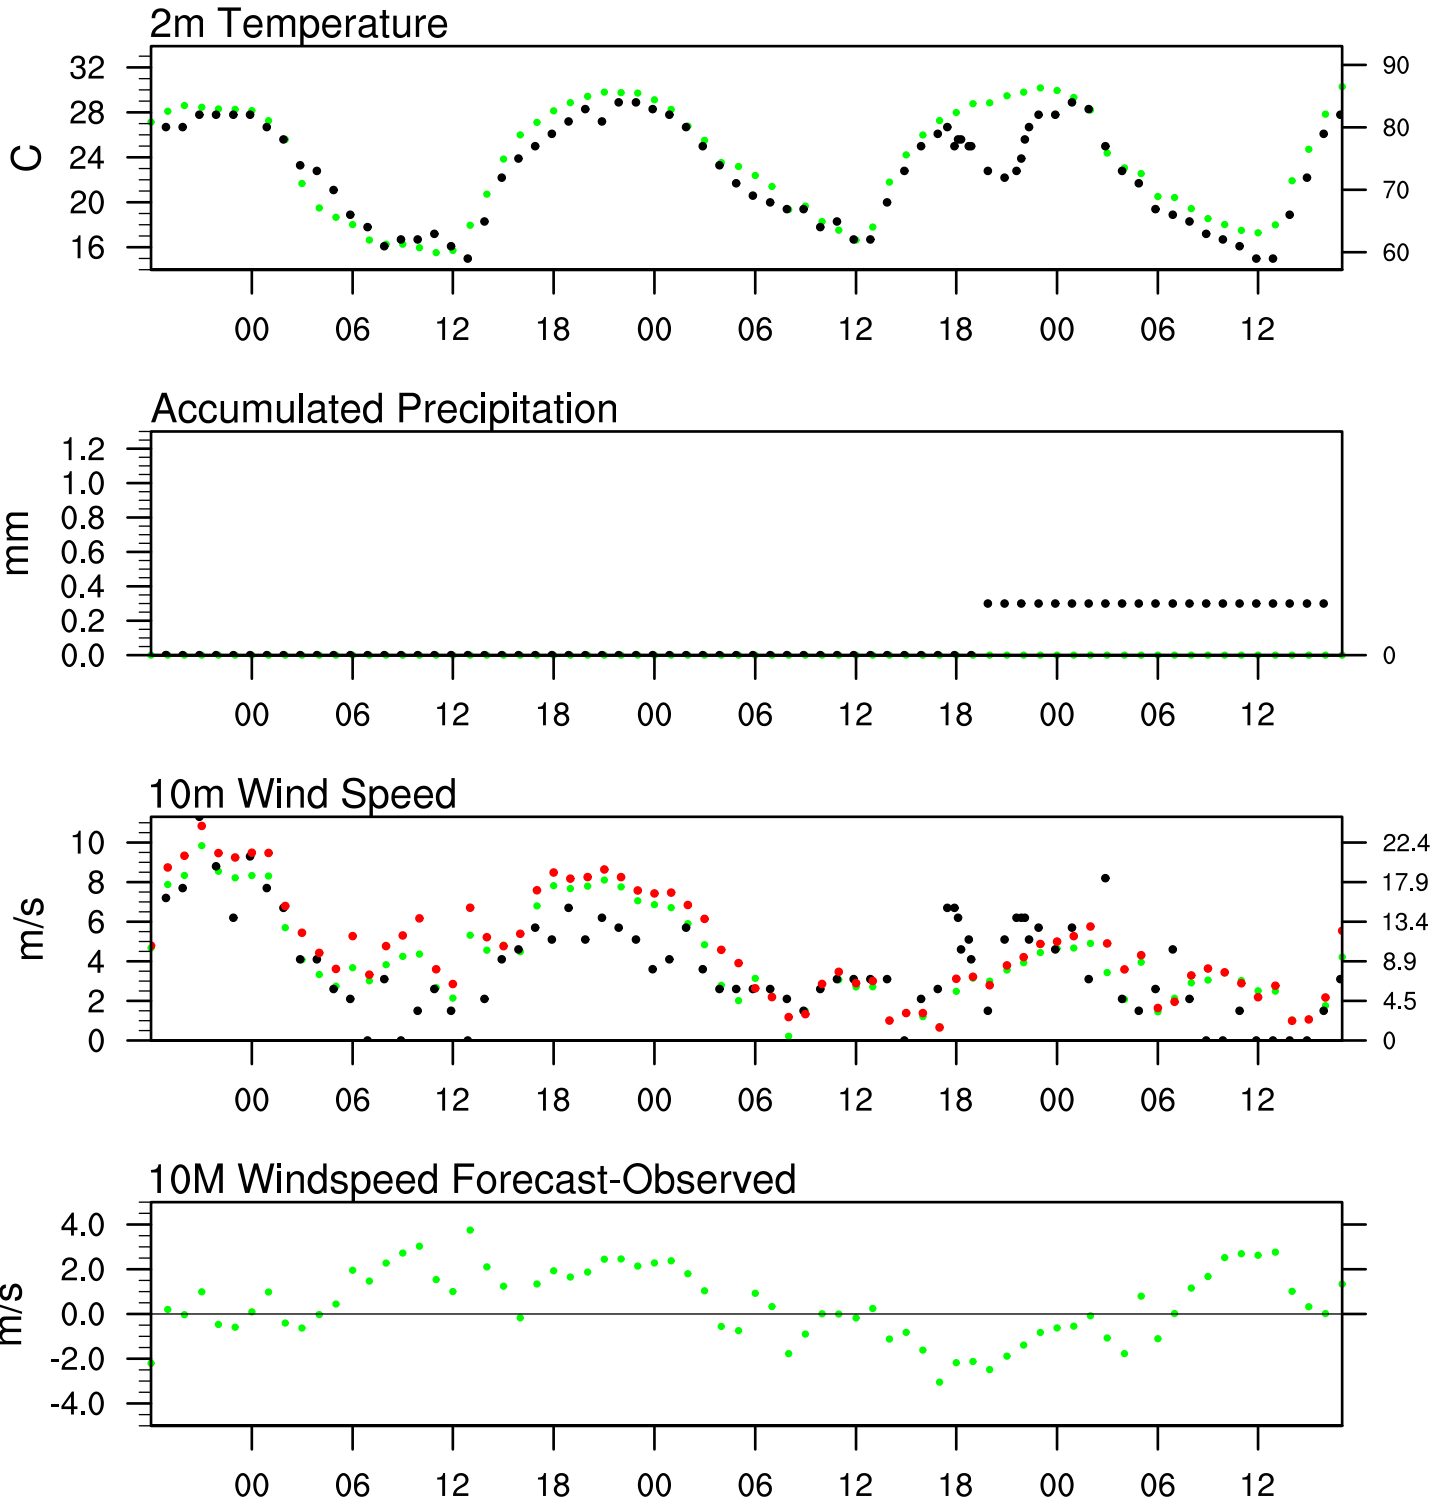 2m Temperature
C
32
28
24
20
16
90
80
70
60
00 06 12 18 00 06 12 18 00 06 12
Accumulated Precipitation
mm
1.2
1.0
0.8
0.6
0.4
0.2
0.0
0
00 06 12 18 00 06 12 18 00 06 12
10m Wind Speed
m/s
10
8
6
4
2
0
22.4
17.9
13.4
8.9
4.5
0
00 06 12 18 00 06 12 18 00 06 12
10M Windspeed Forecast-Observed
m/s
4.0
2.0
0.0
-2.0
-4.0
00 06 12 18 00 06 12 18 00 06 12